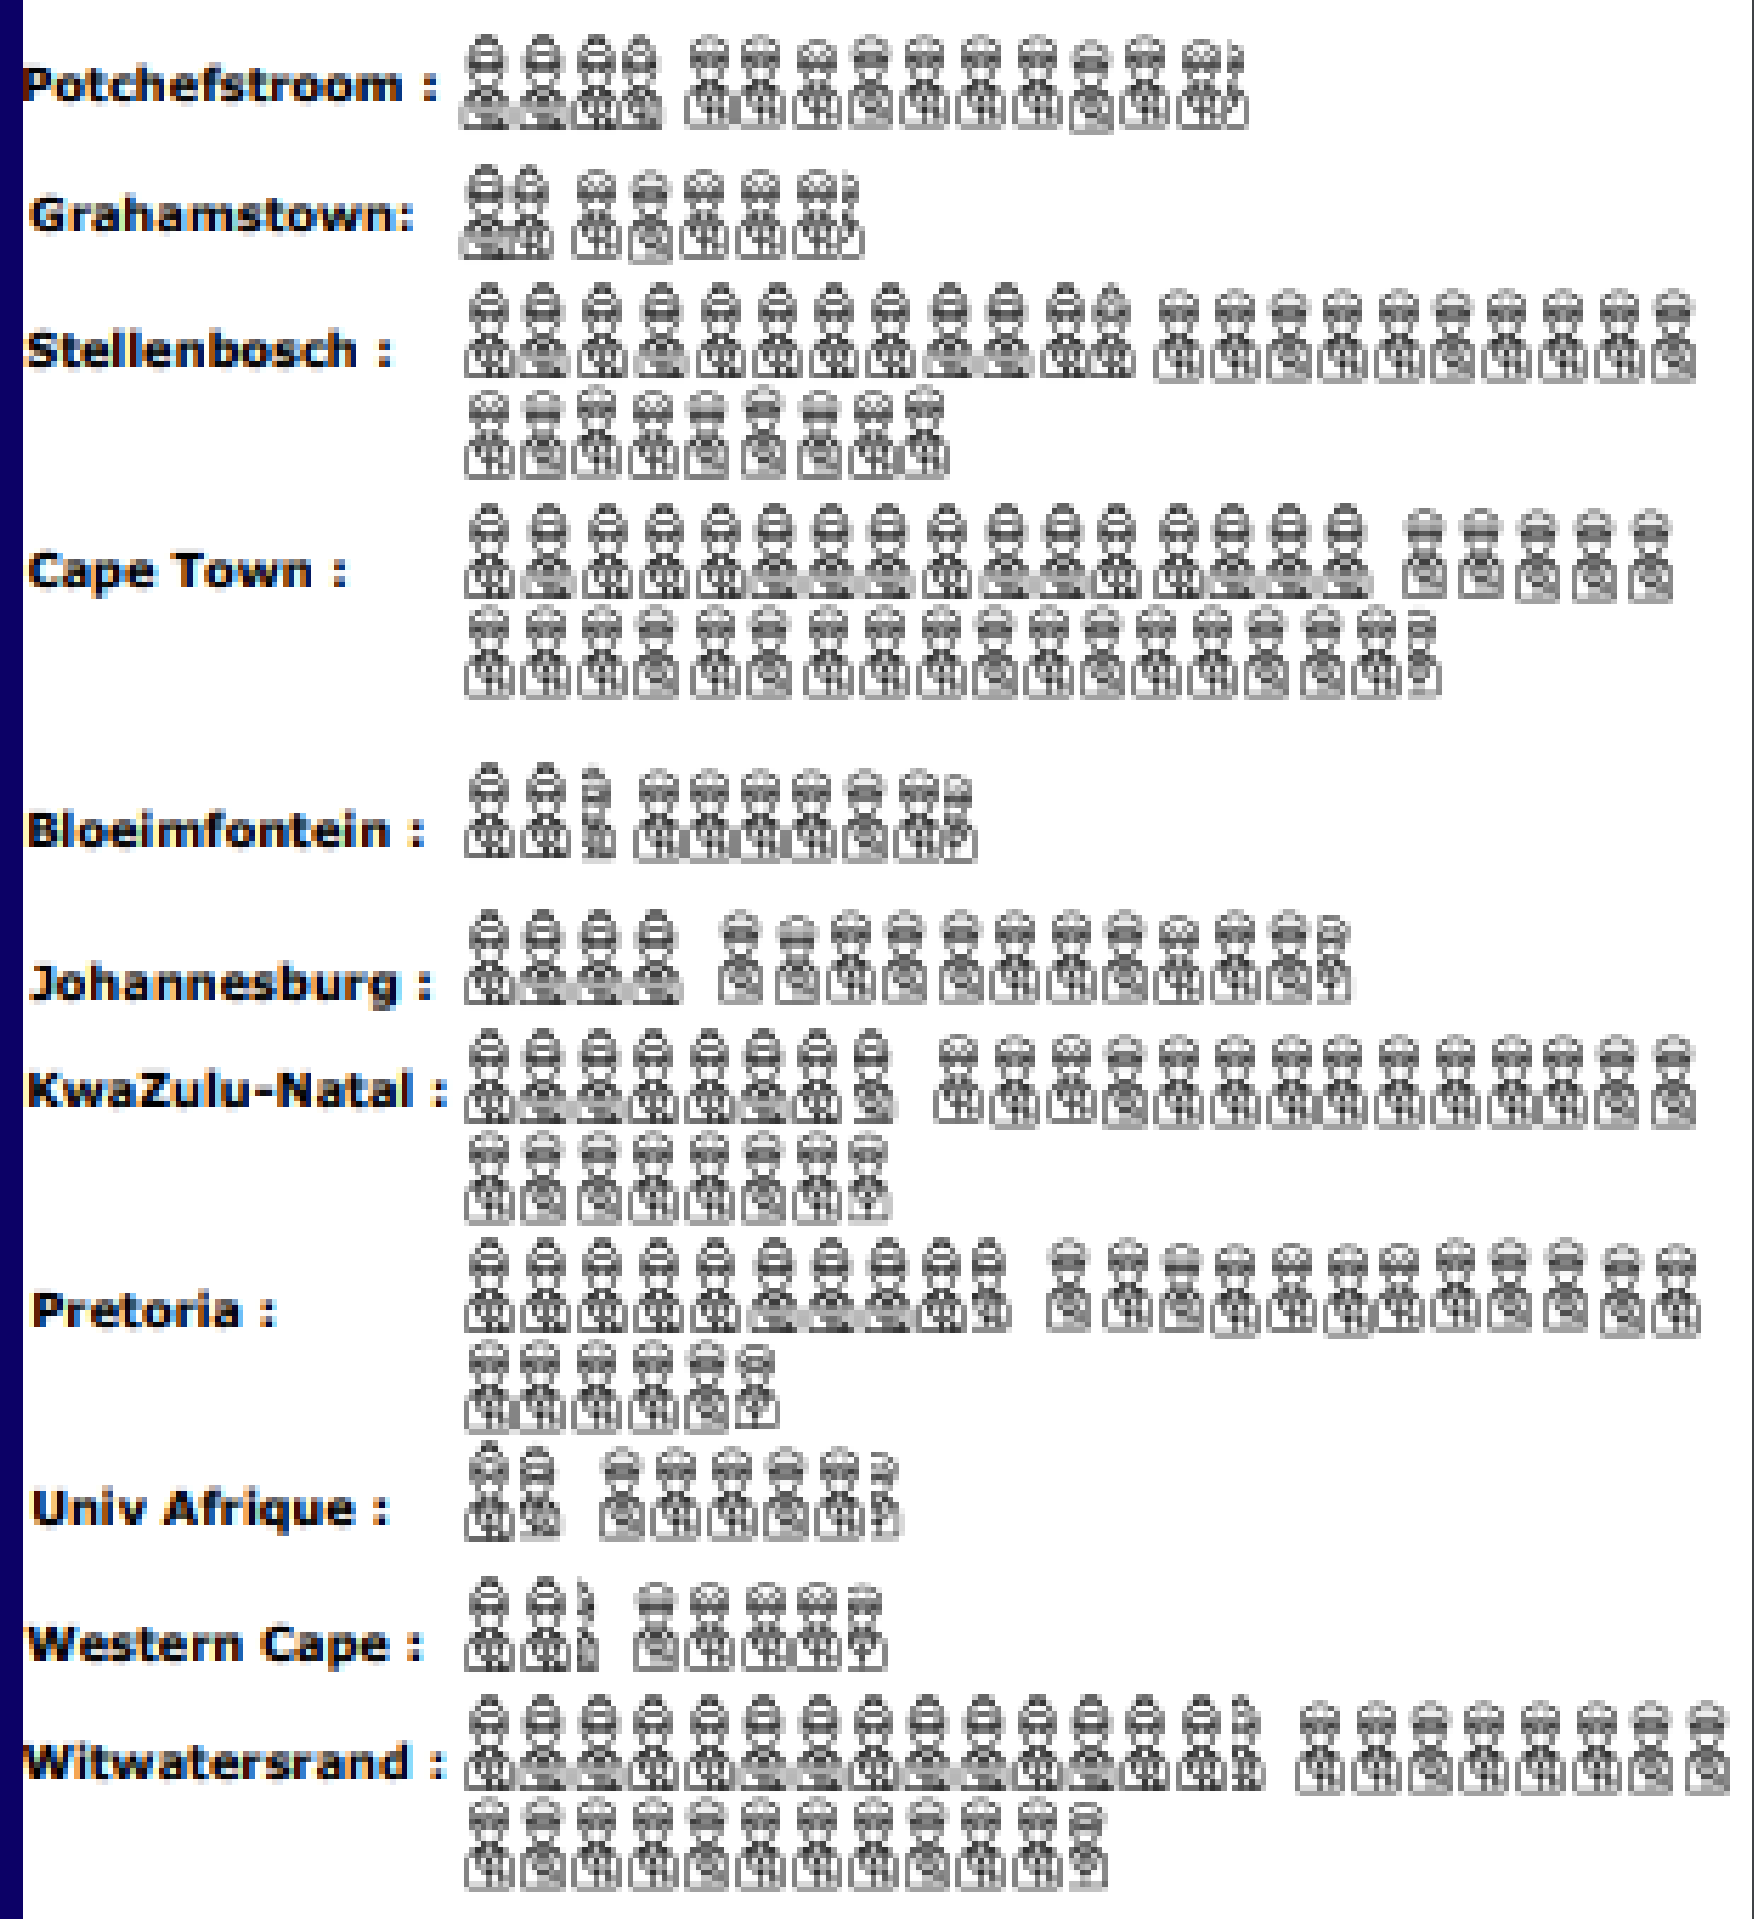 Potchefstroom :
Grahamstown:
Stellenbosch :
Cape Town :
Bloeimfontein :
Johannesburg :
KwaZulu-Natal :
Pretoria :
Univ Afrique :
Western Cape :
Witwatersrand :